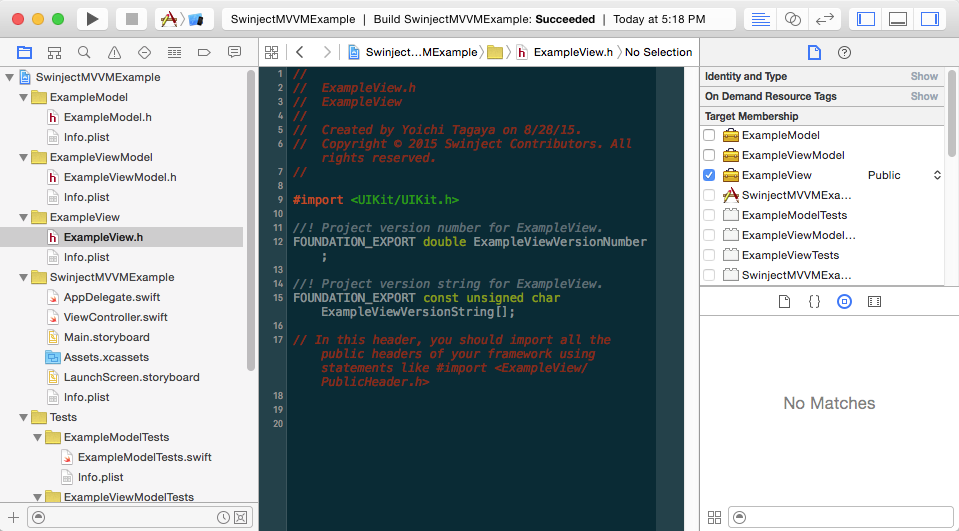 SwinjectMVVMExample | Build SwinjectMVVMExample: Succeeded | Today at 5:18 PM
Swinject…MExample ExampleView.h No Selection
SwinjectMVVMExample
ExampleModel
ExampleModel.h
Info.plist
ExampleViewModel
ExampleViewModel.h
Info.plist
ExampleView
ExampleView.h
Info.plist
SwinjectMVVMExample
AppDelegate.swift
ViewController.swift
Main.storyboard
Assets.xcassets
LaunchScreen.storyboard
Info.plist
Tests
ExampleModelTests
ExampleModelTests.swift
Info.plist
ExampleViewModelTests
1 //
2 //  ExampleView.h
3 //  ExampleView
4 //
5 //  Created by Yoichi Tagaya on 8/28/15.
6 //  Copyright © 2015 Swinject Contributors. All
rights reserved.
7 //
8
9 #import <UIKit/UIKit.h>
10
11 //! Project version number for ExampleView.
12 FOUNDATION_EXPORT double ExampleViewVersionNumber
;
13
14 //! Project version string for ExampleView.
15 FOUNDATION_EXPORT const unsigned char
ExampleViewVersionString[];
16
17 // In this header, you should import all the
public headers of your framework using
statements like #import <ExampleView/
PublicHeader.h>
18
19
20
Identity and Type Show
On Demand Resource Tags Show
Target Membership
ExampleModel
ExampleViewModel
ExampleView Public
SwinjectMVVMExa…
ExampleModelTests
ExampleViewModel…
ExampleViewTests
SwinjectMVVMExa…
{ }
No Matches